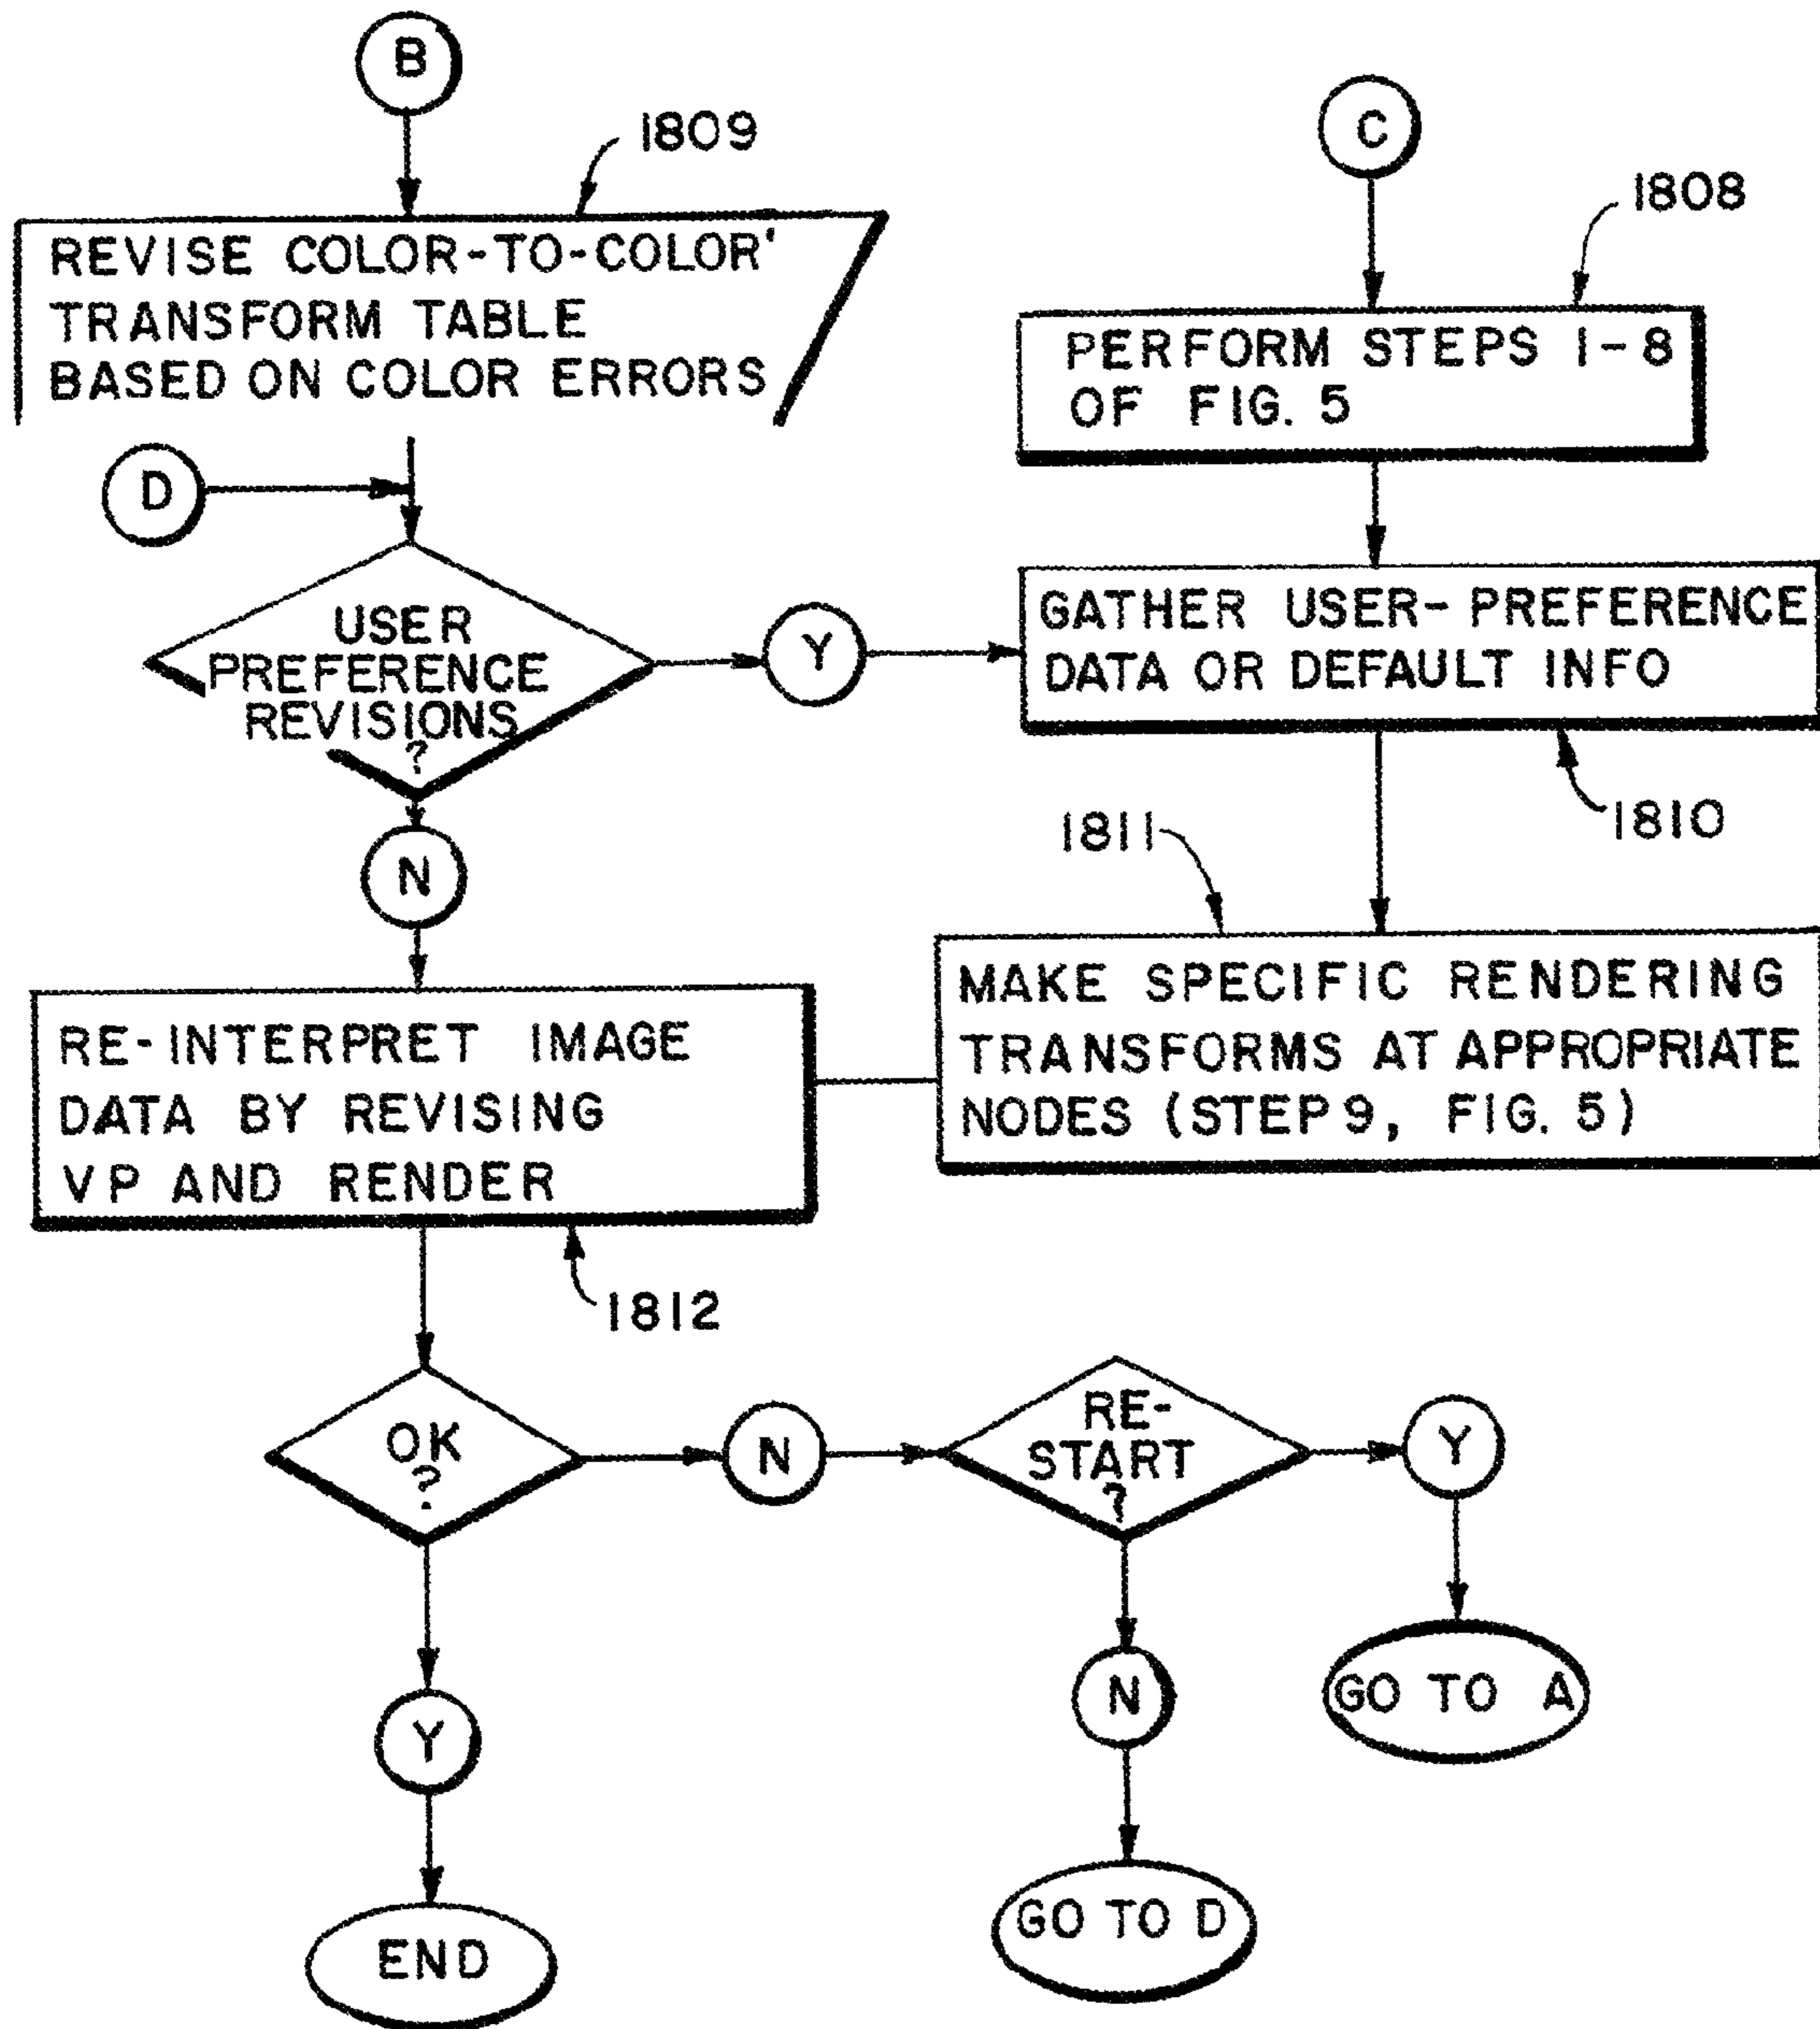 B
1809
REVISE COLOR-TO-COLOR'
TRANSFORM TABLE
BASED ON COLOR ERRORS
C
1808
PERFORM STEPS 1-8
OF FIG. 5
D
USER
PREFERENCE
REVISIONS
?
Y
GATHER USER-PREFERENCE
DATA OR DEFAULT INFO
1810
N
1811
MAKE SPECIFIC RENDERING
TRANSFORMS AT APPROPRIATE
NODES (STEP 9, FIG. 5)
RE-INTERPRET IMAGE
DATA BY REVISING
VP AND RENDER
1812
OK
?
N
RE-
START
?
Y
GO TO A
N
GO TO D
Y
END